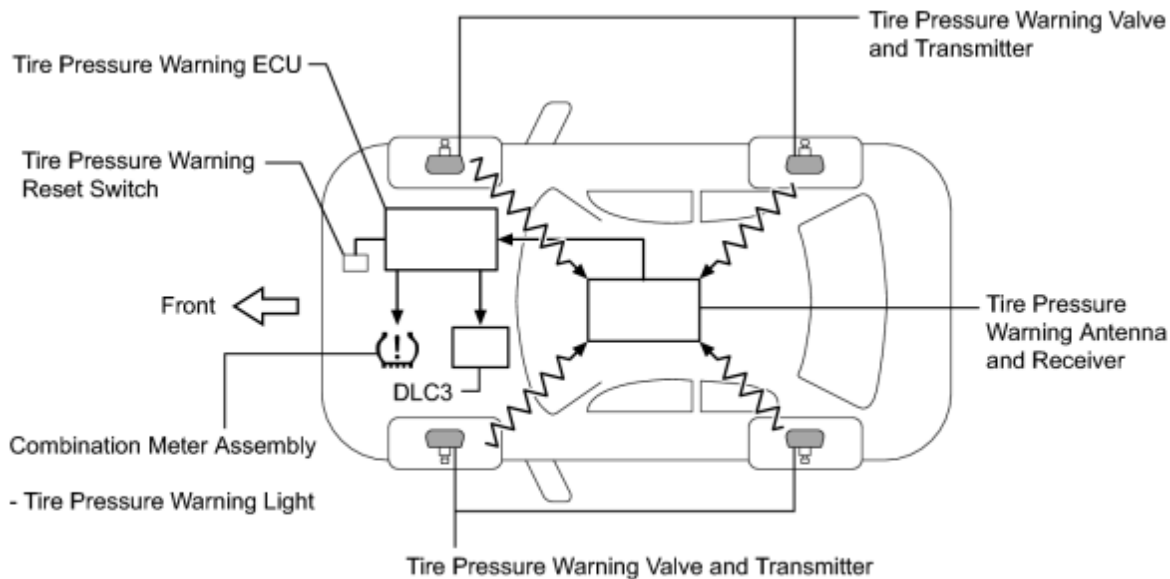 Tire Pressure Warning Valve
and Transmitter
Tire Pressure Warning ECU
Tire Pressure Warning
Reset Switch
Front
!
Tire Pressure
Warning Antenna
and Receiver
DLC3
Combination Meter Assembly
- Tire Pressure Warning Light
Tire Pressure Warning Valve and Transmitter